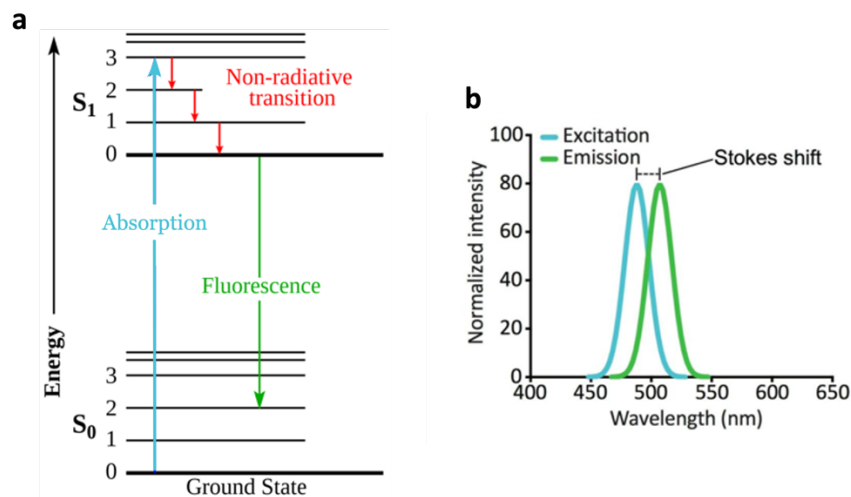 a
Energy
S1
3
2
1
0
Non-radiative
transition
Absorption
Fluorescence
S0
3
2
1
0
Ground State
b
Excitation
Emission
Stokes shift
Normalized intensity
100
80
60
40
20
0
400 450 500 550 600 650
Wavelength (nm)